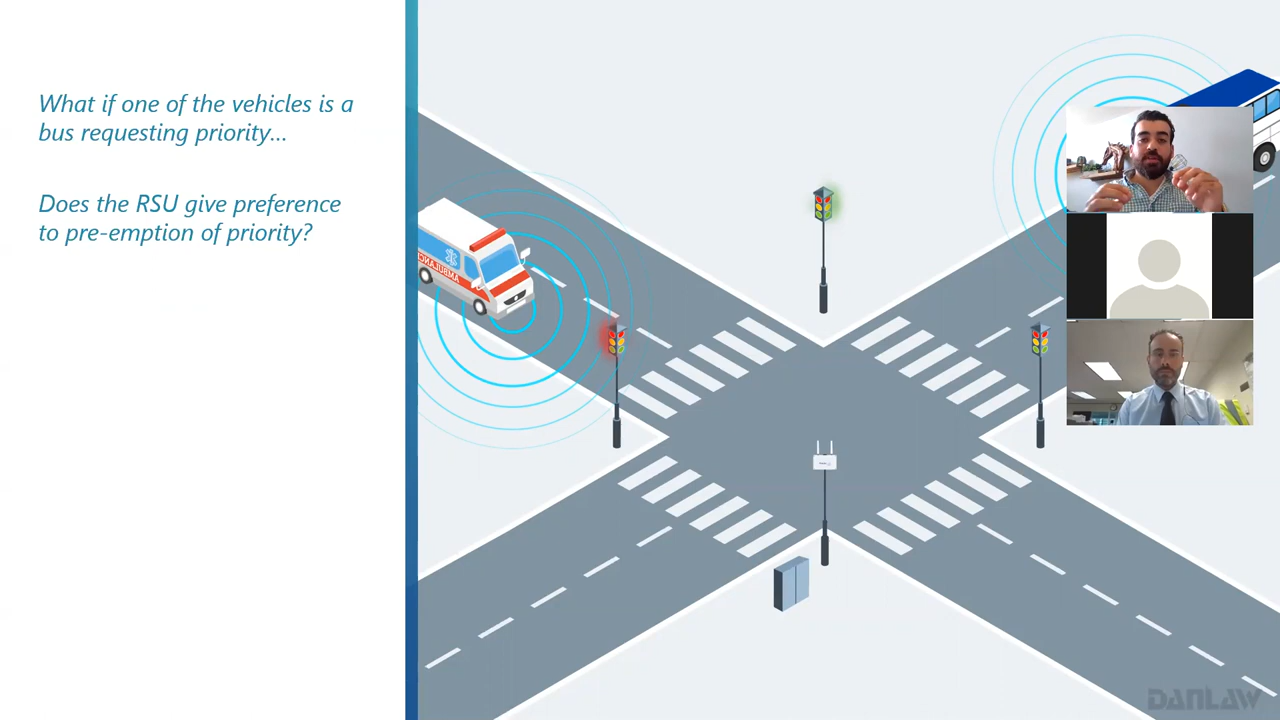 What if one of the vehicles is a
bus requesting priority...
Does the RSU give preference
to pre-emption of priority?
AMBULANCE
DANLAW